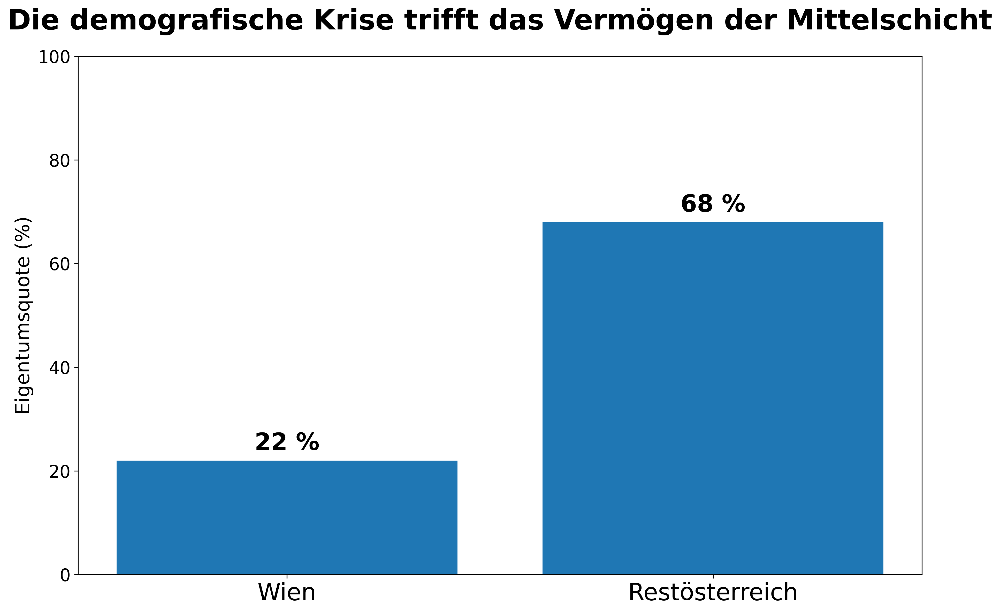 Die demografische Krise trifft das Vermögen der Mittelschicht
100
80
60
40
20
0
Eigentumsquote (%)
22 %
68 %
Wien
Restösterreich